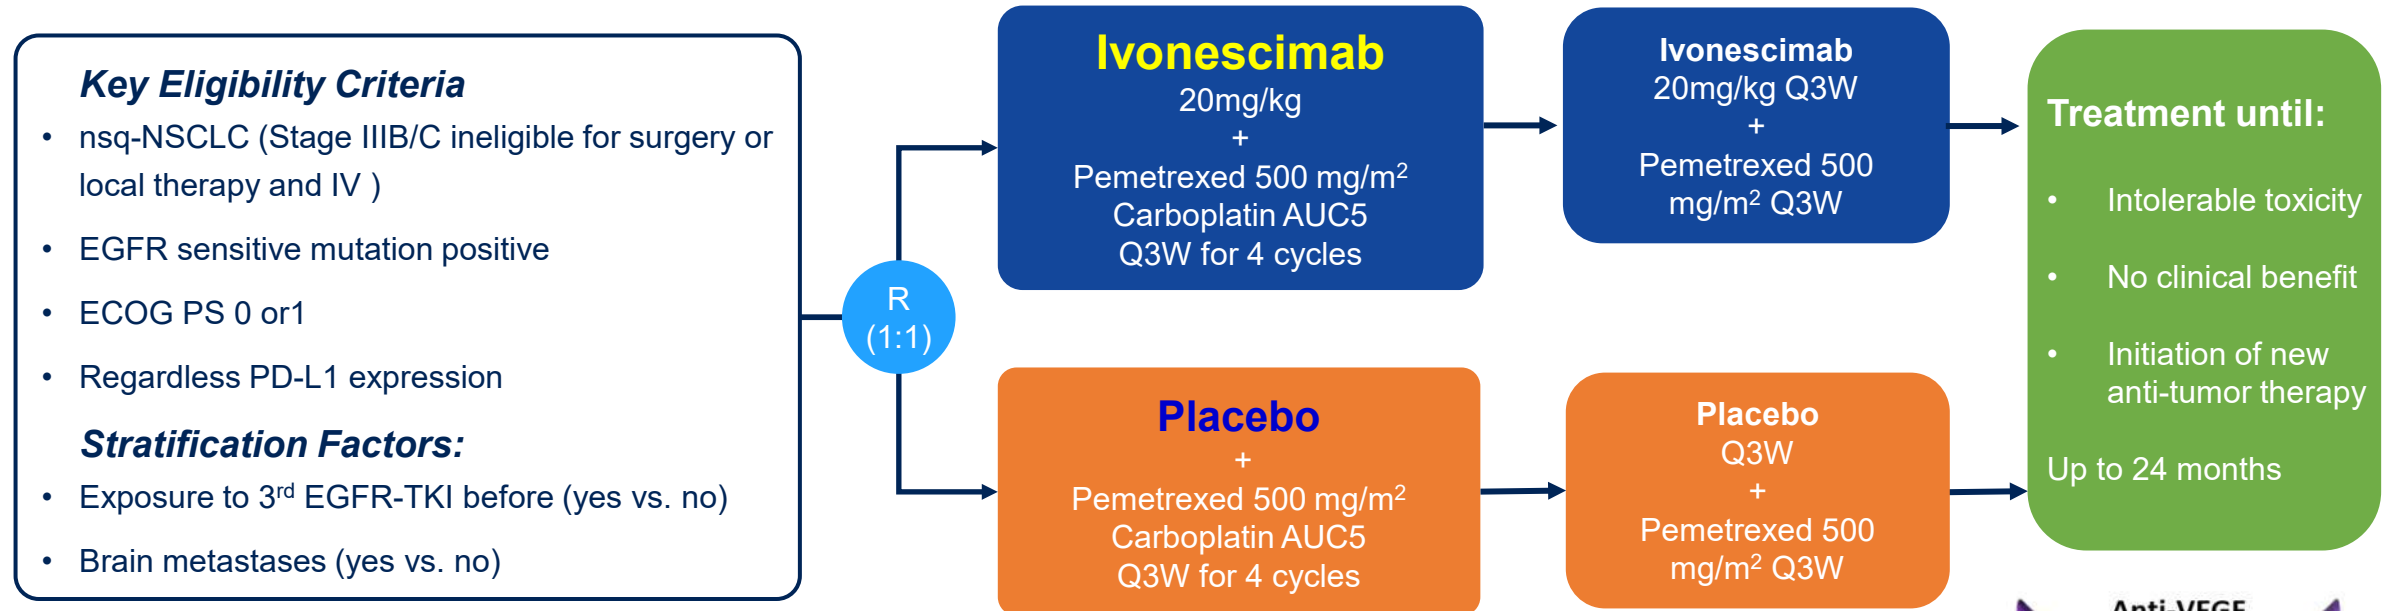 Key Eligibility Criteria
• nsq-NSCLC (Stage IIIB/C ineligible for surgery or
local therapy and IV )
• EGFR sensitive mutation positive
• ECOG PS 0 or1
• Regardless PD-L1 expression
Stratification Factors:
• Exposure to 3rd EGFR-TKI before (yes vs. no)
• Brain metastases (yes vs. no)
R
(1:1)
Ivonescimab
20mg/kg
+
Pemetrexed 500 mg/m²
Carboplatin AUC5
Q3W for 4 cycles
Ivonescimab
20mg/kg Q3W
+
Pemetrexed 500
mg/m² Q3W
Placebo
+
Pemetrexed 500 mg/m²
Carboplatin AUC5
Q3W for 4 cycles
Placebo
Q3W
+
Pemetrexed 500
mg/m² Q3W
Treatment until:
• Intolerable toxicity
• No clinical benefit
• Initiation of new
anti-tumor therapy
Up to 24 months
Anti-VEGF